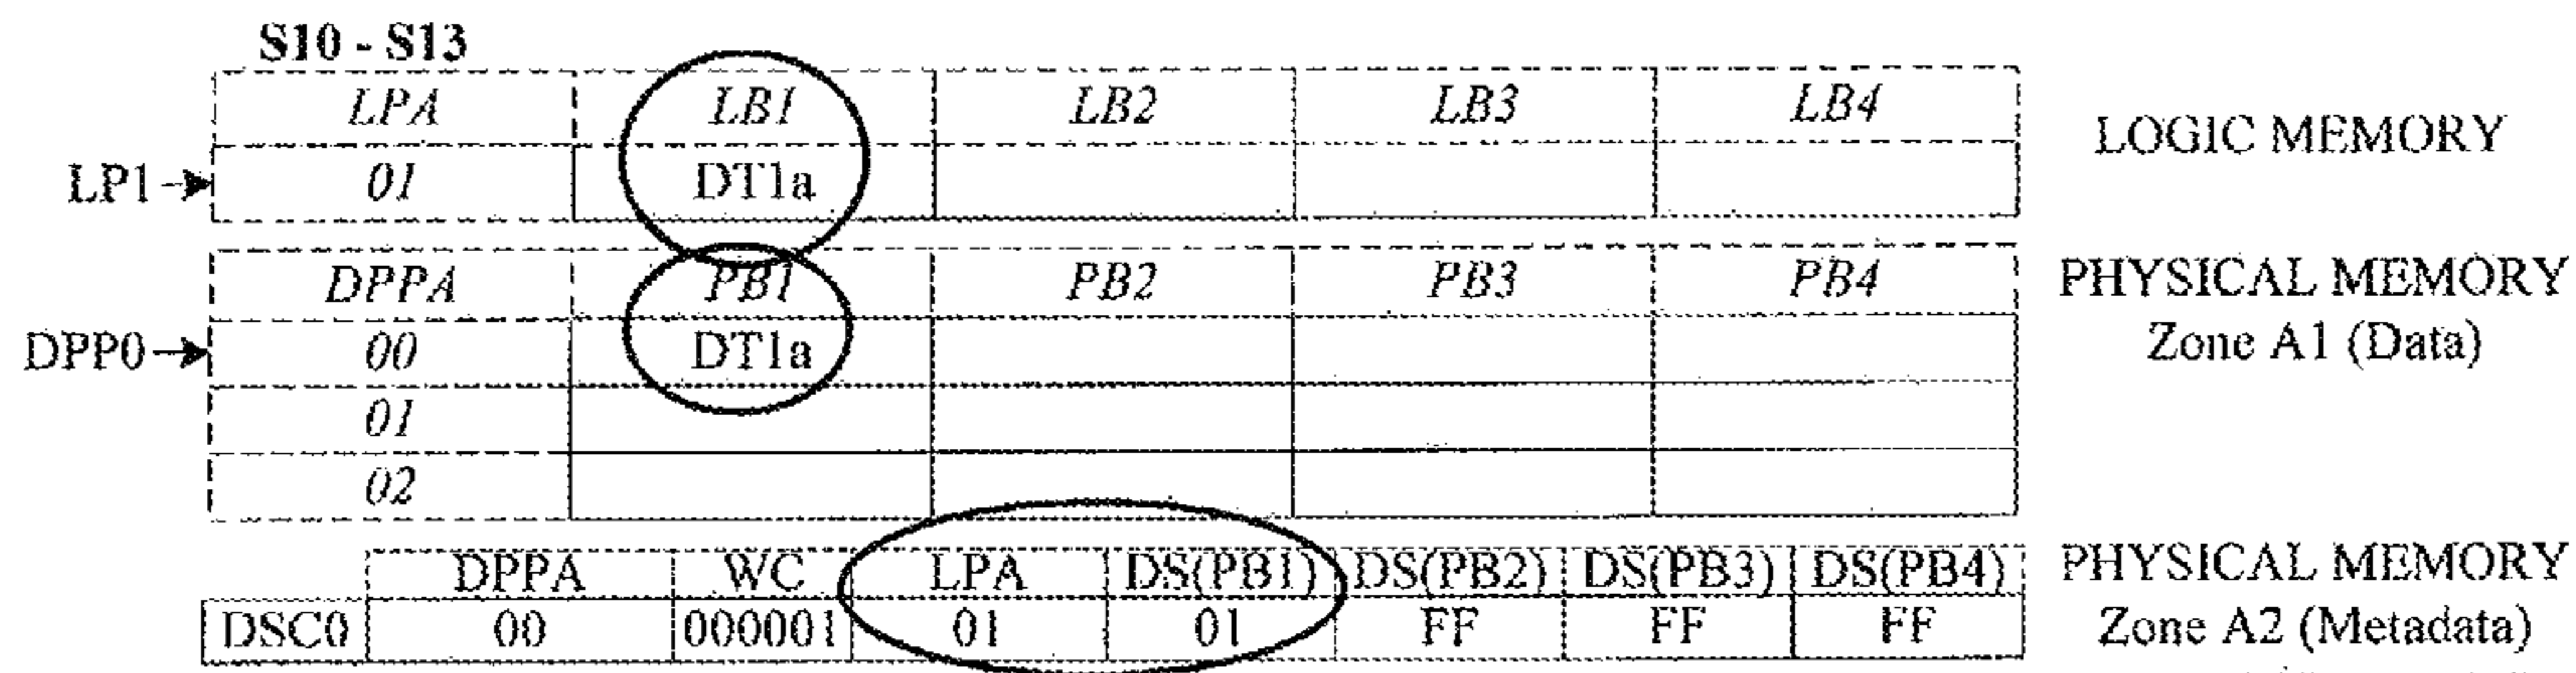 S10 - S13
LPA LB1 LB2 LB3 LB4
LP1 01 DT1a
LOGIC MEMORY
DPPA PB1 PB2 PB3 PB4
PHYSICAL MEMORY
DPP0 00 DT1a
Zone A1 (Data)
01
02
DPPA WC LPA DS(PB1) DS(PB2) DS(PB3) DS(PB4)
PHYSICAL MEMORY
DSC0 00 000001 01 01 FF FF FF
Zone A2 (Metadata)